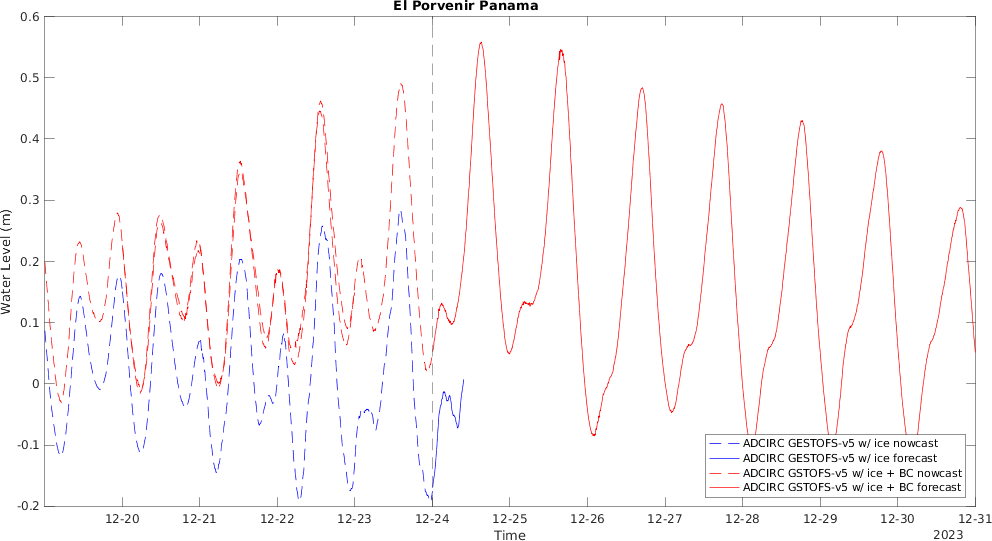 El Porvenir Panama
0.6
0.5
0.4
0.3
0.2
0.1
0
-0.1
-0.2
Water Level (m)
ADCIRC GESTOFS-v5 w/ ice nowcast
ADCIRC GESTOFS-v5 w/ ice forecast
ADCIRC GSTOFS-v5 w/ ice + BC nowcast
ADCIRC GSTOFS-v5 w/ ice + BC forecast
12-20 12-21 12-22 12-23 12-24 12-25 12-26 12-27 12-28 12-29 12-30 12-31
Time
2023